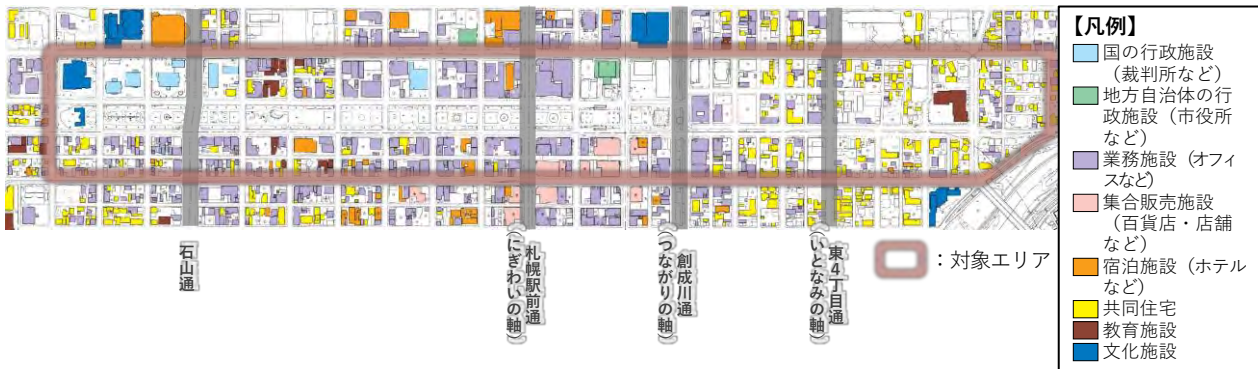 【凡例】
国の行政施設
（裁判所など）
地方自治体の行
政施設（市役所
など）
業務施設（オフィ
スなど）
集合販売施設
（百貨店・店舗
など）
宿泊施設（ホテル
など）
共同住宅
教育施設
文化施設
石山通
札幌駅前通
（にぎわいの軸）
創成川通
（つながりの軸）
東４丁目通
（いとなみの軸）
：対象エリア